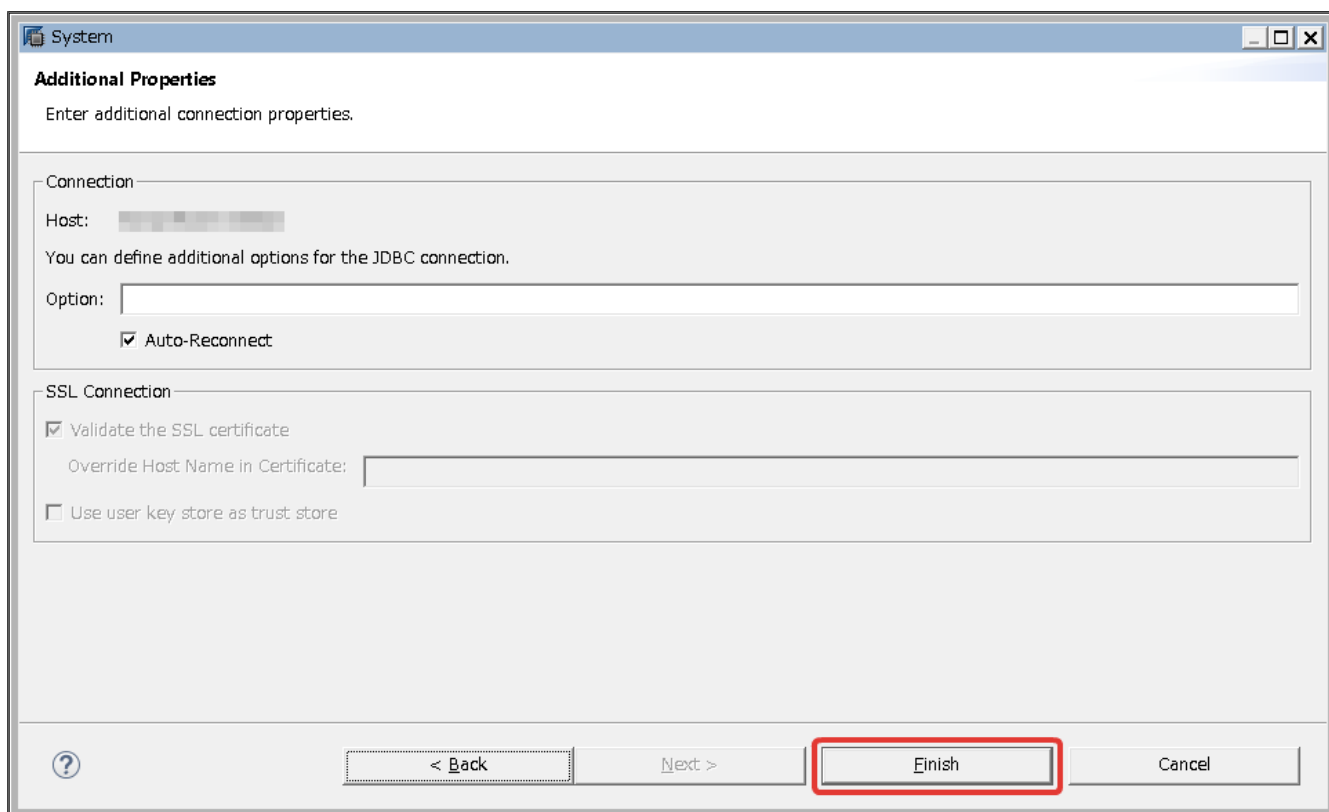 System
Additional Properties
Enter additional connection properties.
Connection
Host:
You can define additional options for the JDBC connection.
Option:
Auto-Reconnect
SSL Connection
Validate the SSL certificate
Override Host Name in Certificate:
Use user key store as trust store
? < Back Next > Finish Cancel